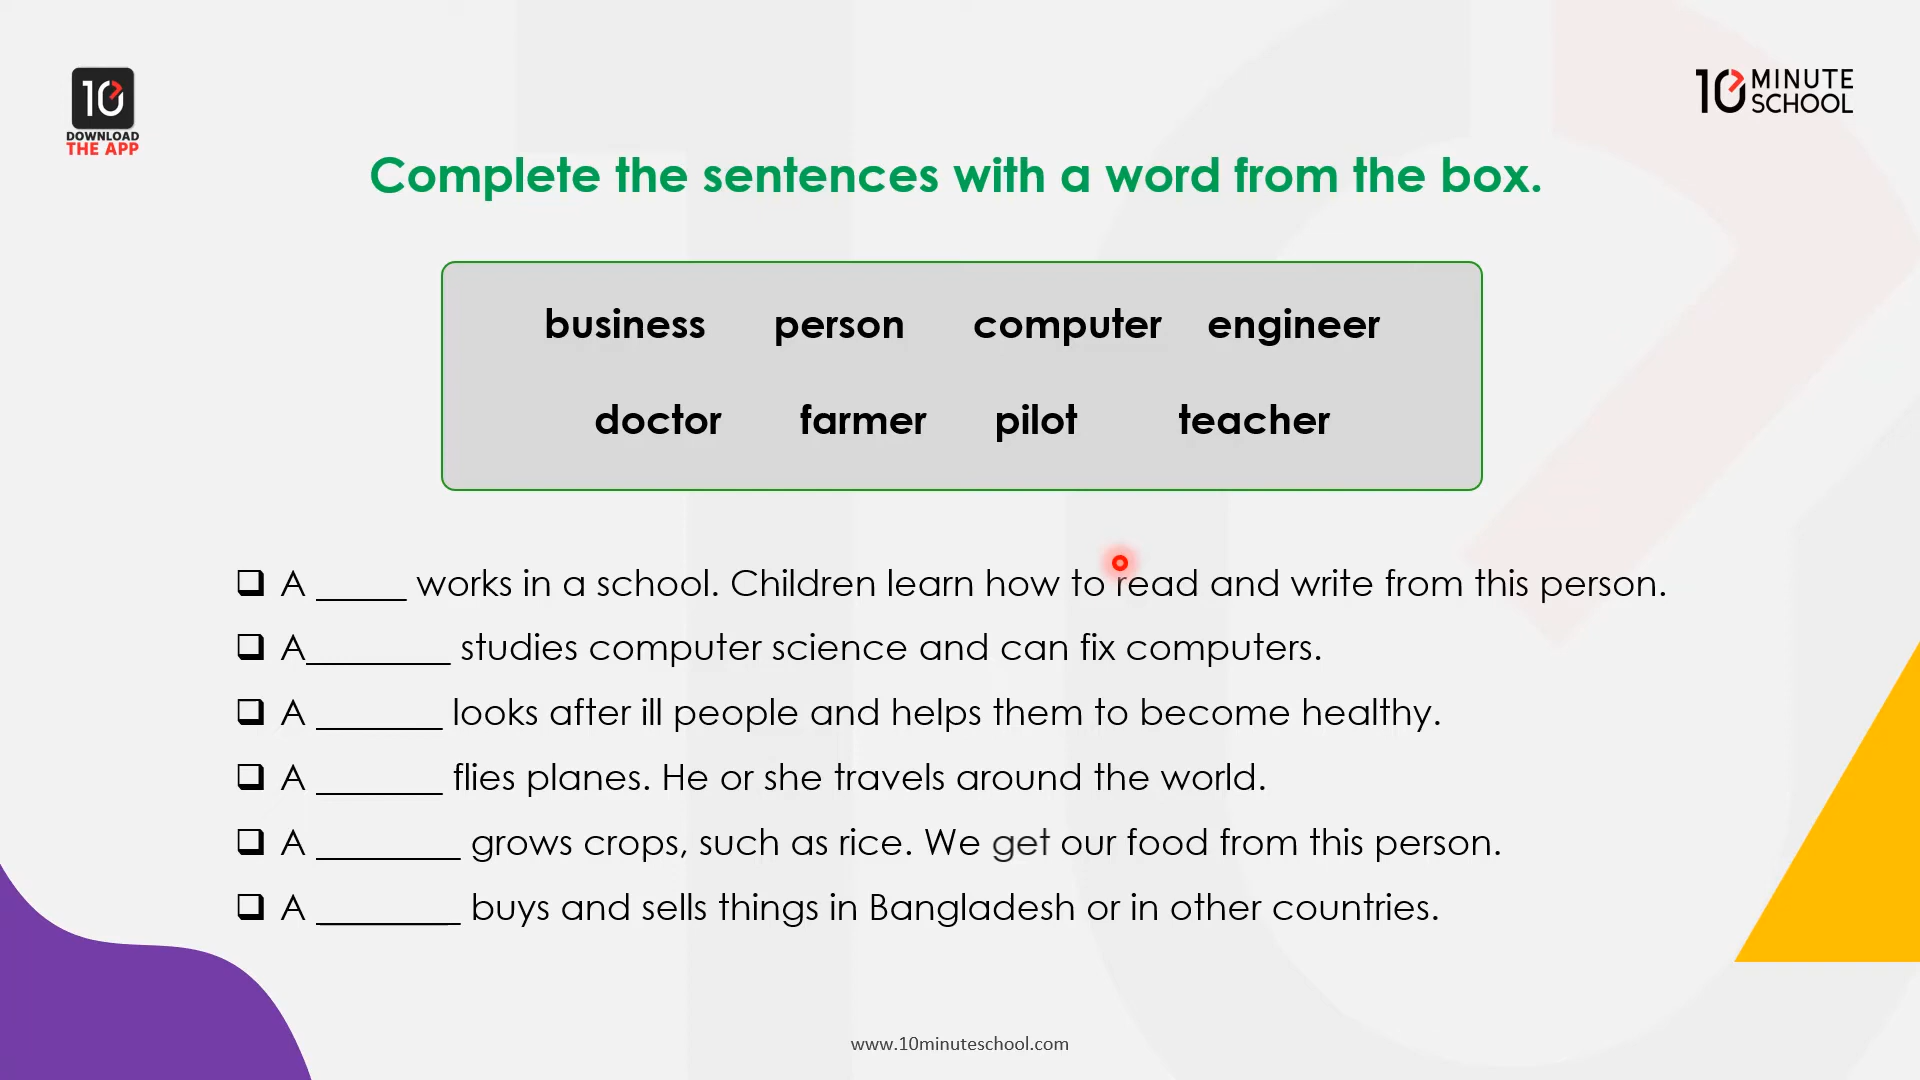 10
DOWNLOAD
THE APP
10 MINUTE
SCHOOL
Complete the sentences with a word from the box.
business person computer engineer
doctor farmer pilot teacher
A _____ works in a school. Children learn how to read and write from this person.
A________ studies computer science and can fix computers.
A _______ looks after ill people and helps them to become healthy.
A _______ flies planes. He or she travels around the world.
A ________ grows crops, such as rice. We get our food from this person.
A ________ buys and sells things in Bangladesh or in other countries.
www.10minuteschool.com